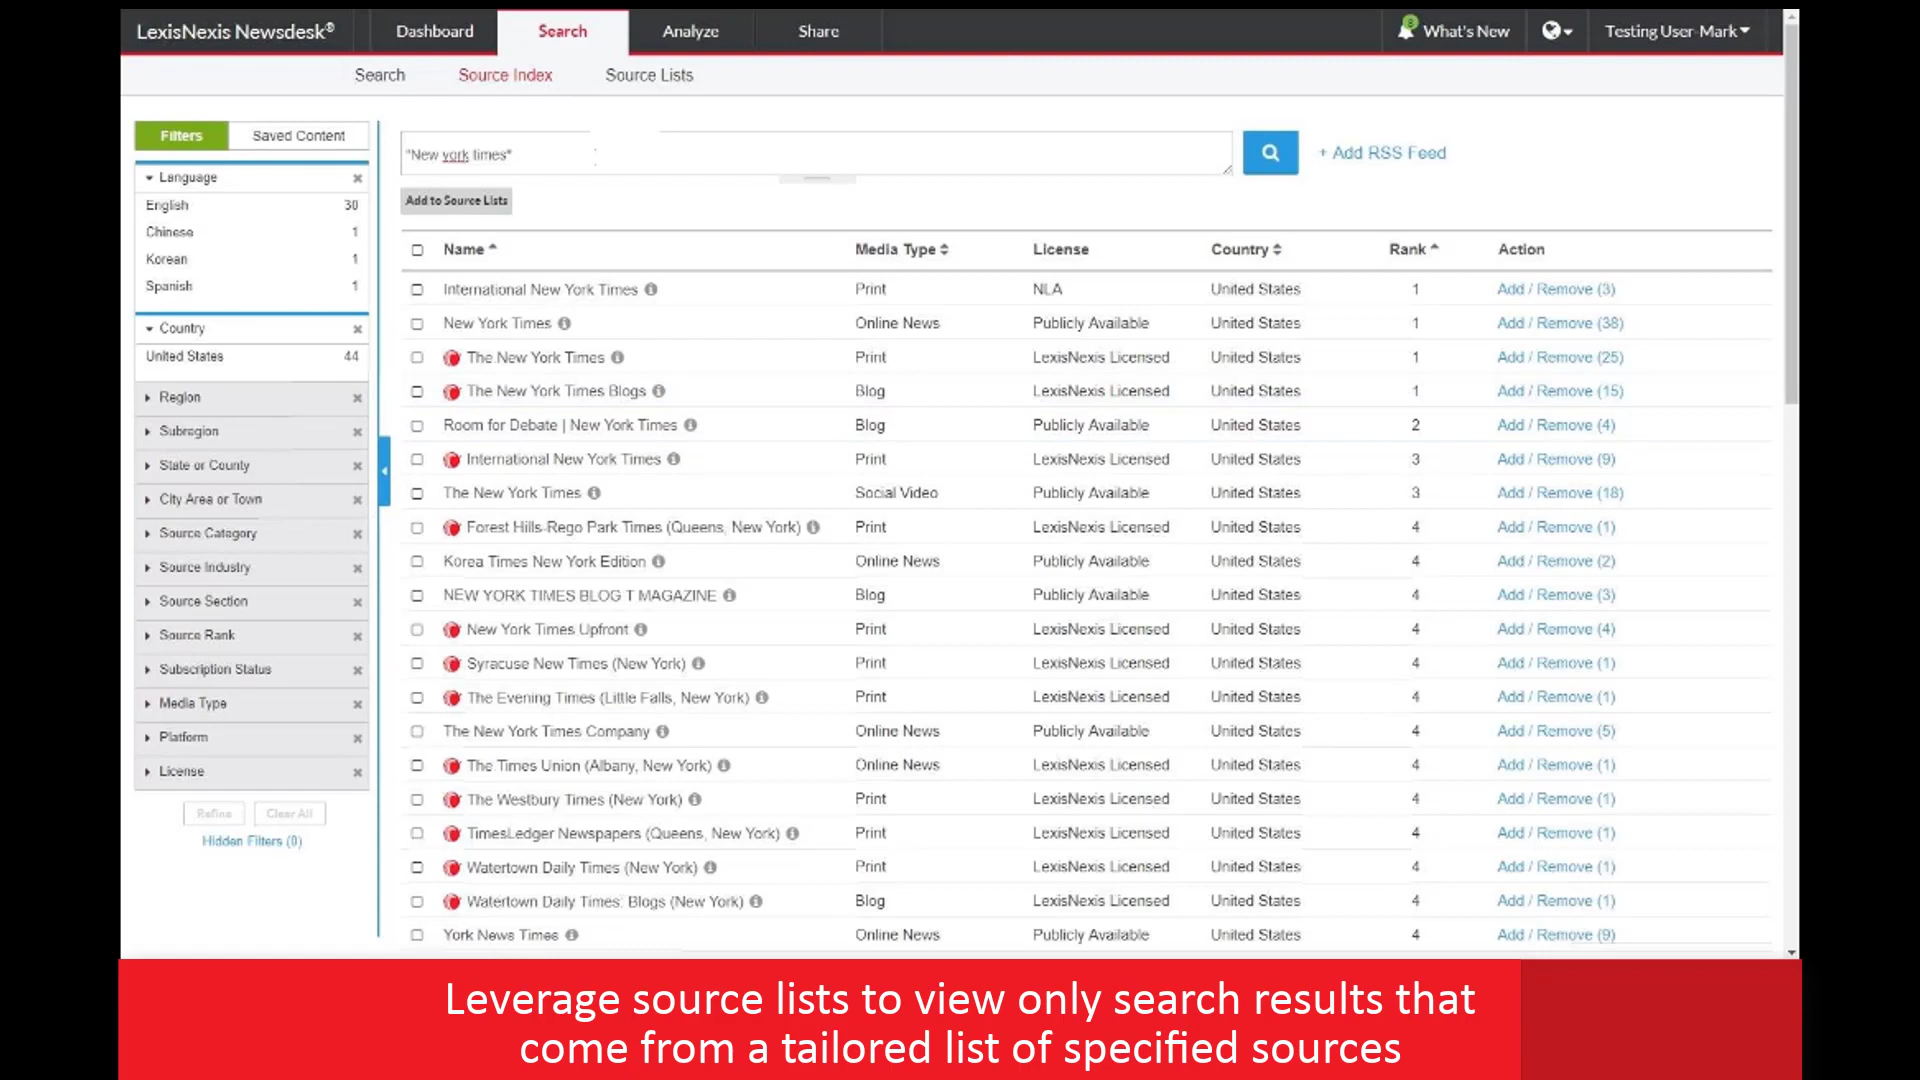 LexisNexis Newsdesk® Dashboard Search Analyze Share 8 What's New Testing User-Mark
Search Source Index Source Lists
Filters Saved Content
"New york times"
+ Add RSS Feed
Add to Source Lists
Language
English 30
Chinese 1
Korean 1
Spanish 1
Country
United States 44
Region
Subregion
State or County
City Area or Town
Source Category
Source Industry
Source Section
Source Rank
Subscription Status
Media Type
Platform
License
Refine Clear All
Hidden Filters (0)
Name Media Type License Country Rank Action
International New York Times Print NLA United States 1 Add / Remove (3)
New York Times Online News Publicly Available United States 1 Add / Remove (38)
The New York Times Print LexisNexis Licensed United States 1 Add / Remove (25)
The New York Times Blogs Blog LexisNexis Licensed United States 1 Add / Remove (15)
Room for Debate | New York Times Blog Publicly Available United States 2 Add / Remove (4)
International New York Times Print LexisNexis Licensed United States 3 Add / Remove (9)
The New York Times Social Video Publicly Available United States 3 Add / Remove (18)
Forest Hills-Rego Park Times (Queens, New York) Print LexisNexis Licensed United States 4 Add / Remove (1)
Korea Times New York Edition Online News Publicly Available United States 4 Add / Remove (2)
NEW YORK TIMES BLOG T MAGAZINE Blog Publicly Available United States 4 Add / Remove (3)
New York Times Upfront Print LexisNexis Licensed United States 4 Add / Remove (4)
Syracuse New Times (New York) Print LexisNexis Licensed United States 4 Add / Remove (1)
The Evening Times (Little Falls, New York) Print LexisNexis Licensed United States 4 Add / Remove (1)
The New York Times Company Online News Publicly Available United States 4 Add / Remove (5)
The Times Union (Albany, New York) Online News LexisNexis Licensed United States 4 Add / Remove (1)
The Westbury Times (New York) Print LexisNexis Licensed United States 4 Add / Remove (1)
TimesLedger Newspapers (Queens, New York) Print LexisNexis Licensed United States 4 Add / Remove (1)
Watertown Daily Times (New York) Print LexisNexis Licensed United States 4 Add / Remove (1)
Watertown Daily Times: Blogs (New York) Blog LexisNexis Licensed United States 4 Add / Remove (1)
York News Times Online News Publicly Available United States 4 Add / Remove (9)
Leverage source lists to view only search results that
come from a tailored list of specified sources